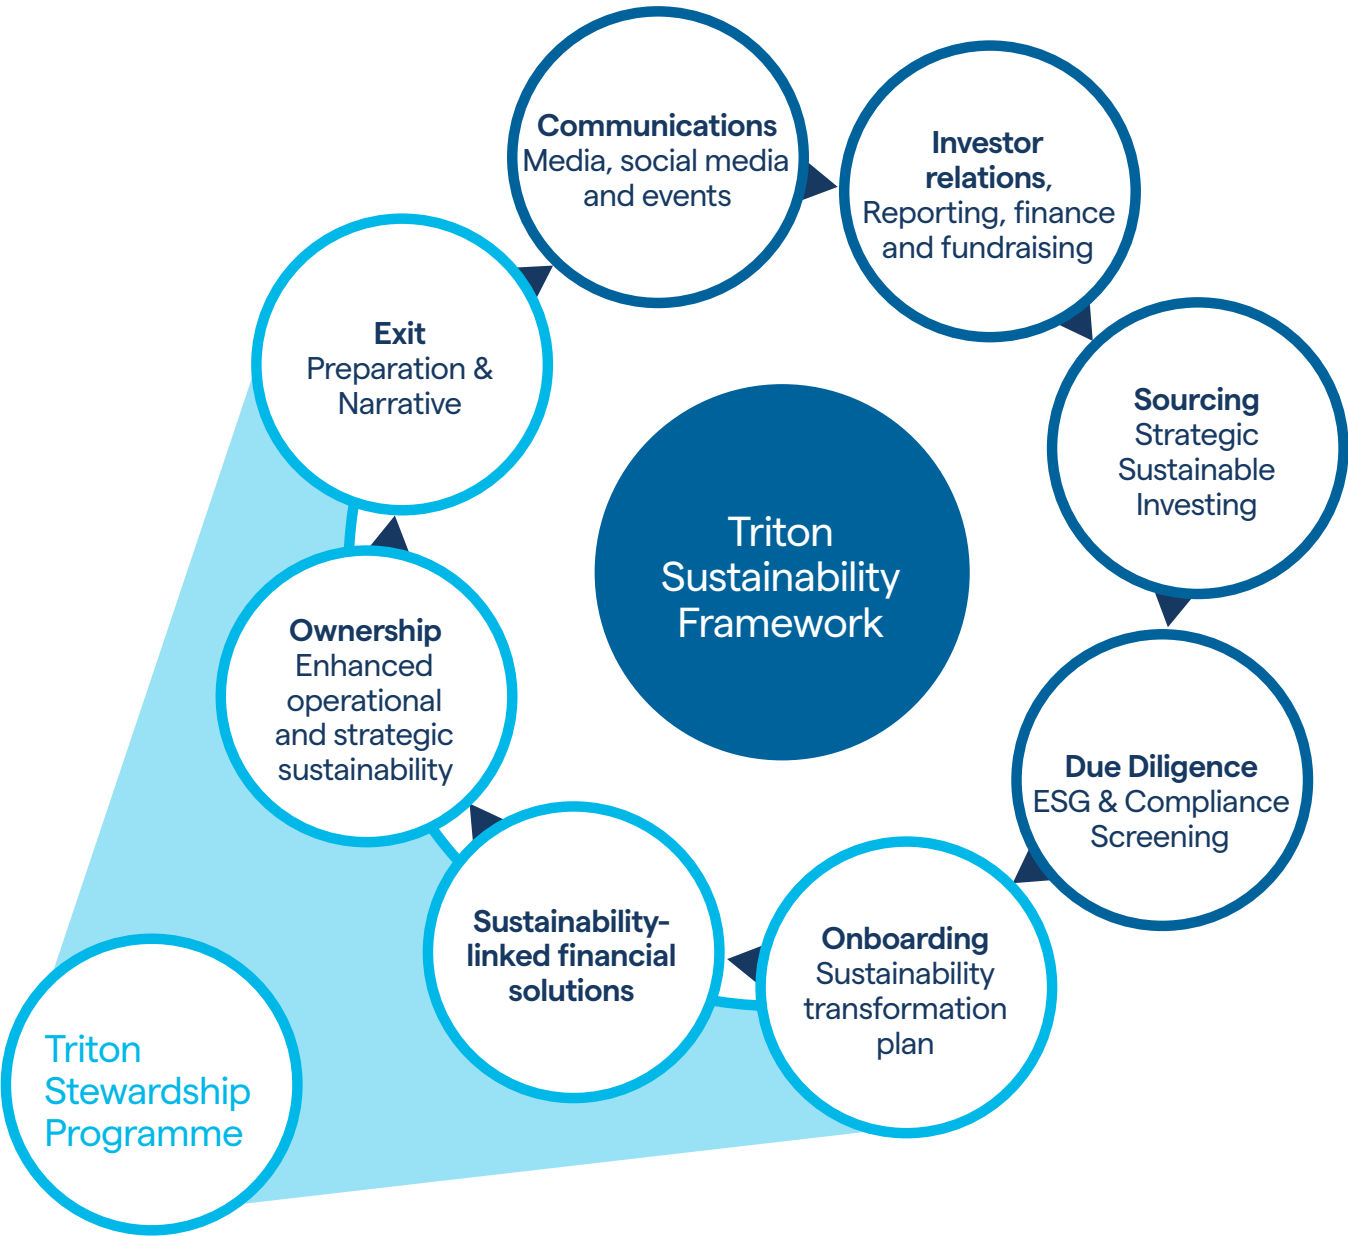 Communications
Media, social media
and events
Investor
relations,
Reporting, finance
and fundraising
Sourcing
Strategic
Sustainable
Investing
Due Diligence
ESG & Compliance
Screening
Onboarding
Sustainability
transformation
plan
Sustainability-
linked financial
solutions
Ownership
Enhanced
operational
and strategic
sustainability
Exit
Preparation &
Narrative
Triton
Sustainability
Framework
Triton
Stewardship
Programme